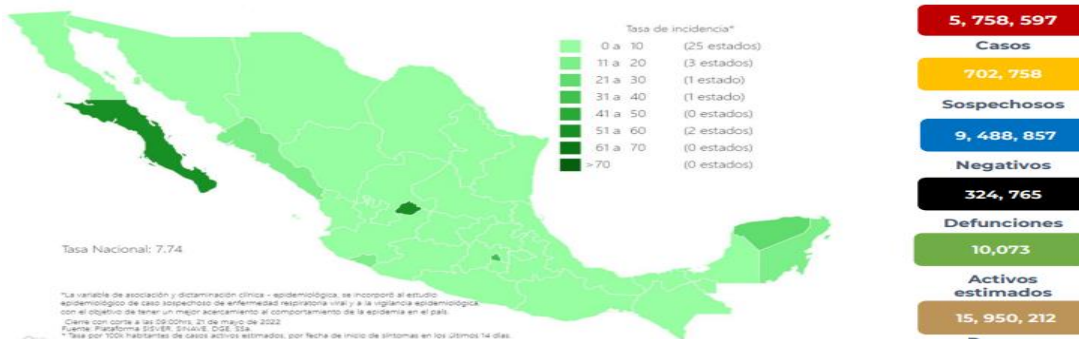 Tasa de incidencia*
0 a 10 (25 estados)
11 a 20 (3 estados)
21 a 30 (1 estado)
31 a 40 (1 estado)
41 a 50 (0 estados)
51 a 60 (2 estados)
61 a 70 (0 estados)
>70 (0 estados)
Tasa Nacional: 7.74
*La variable de asociación y dictaminación clínica – epidemiológica, se incorporó al estudio
epidemiológico de caso sospechoso de enfermedad respiratoria viral y a la vigilancia epidemiológica,
con el objetivo de tener un mejor acercamiento al comportamiento de la epidemia en el país.
Cierre con corte a las 09:00hrs, 21 de mayo de 2022
Fuente: Plataforma SISVER, SINAVE, DGE, SSa.
* Tasa por 100k habitantes de casos activos estimados, por fecha de inicio de síntomas en los últimos 14 días.
5, 758, 597
Casos
702, 758
Sospechosos
9, 488, 857
Negativos
324, 765
Defunciones
10,073
Activos
estimados
15, 950, 212